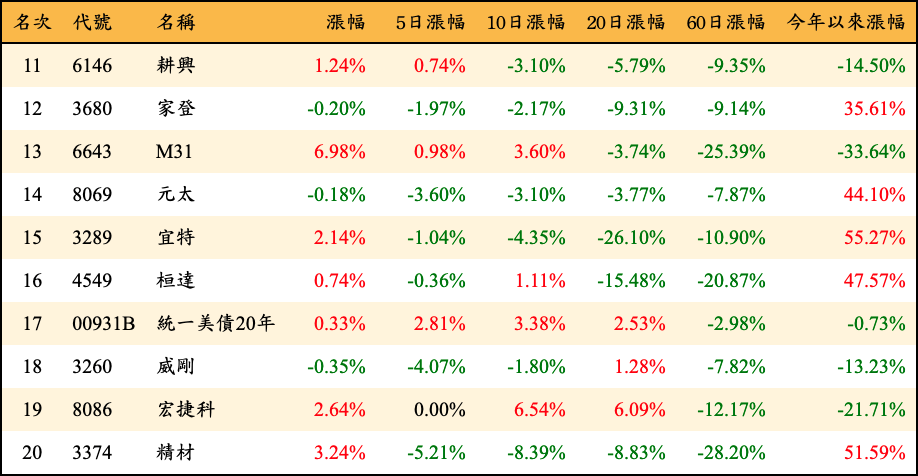 名次 代號 名稱 漲幅 5日漲幅 10日漲幅 20日漲幅 60日漲幅 今年以來漲幅
11 6146 耕興 1.24% 0.74% -3.10% -5.79% -9.35% -14.50%
12 3680 家登 -0.20% -1.97% -2.17% -9.31% -9.14% 35.61%
13 6643 M31 6.98% 0.98% 3.60% -3.74% -25.39% -33.64%
14 8069 元太 -0.18% -3.60% -3.10% -3.77% -7.87% 44.10%
15 3289 宜特 2.14% -1.04% -4.35% -26.10% -10.90% 55.27%
16 4549 桓達 0.74% -0.36% 1.11% -15.48% -20.87% 47.57%
17 00931B 統一美債20年 0.33% 2.81% 3.38% 2.53% -2.98% -0.73%
18 3260 威剛 -0.35% -4.07% -1.80% 1.28% -7.82% -13.23%
19 8086 宏捷科 2.64% 0.00% 6.54% 6.09% -12.17% -21.71%
20 3374 精材 3.24% -5.21% -8.39% -8.83% -28.20% 51.59%